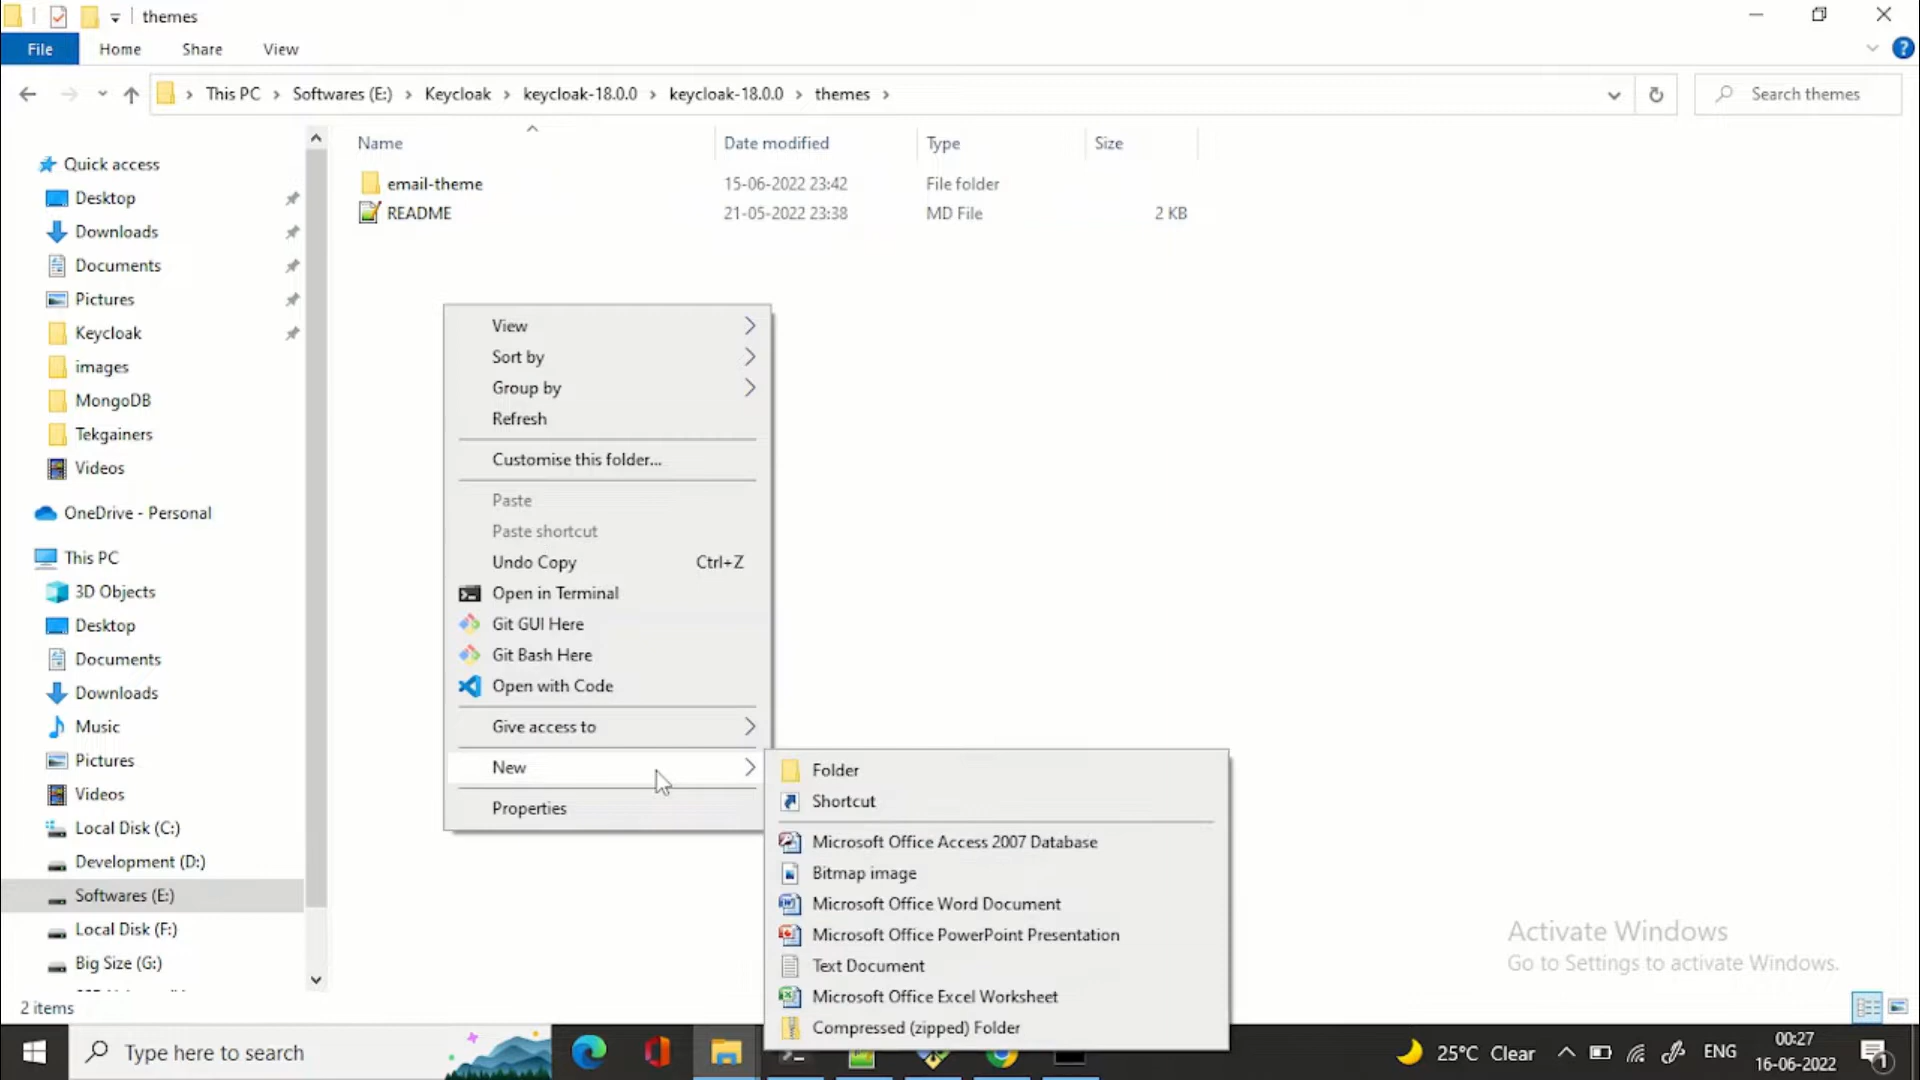 themes
File
Home
Share
View
This PC
Softwares (E:)
Keycloak
keycloak-18.0.0
keycloak-18.0.0
themes
Search themes
Name
Date modified
Type
Size
email-theme
15-06-2022 23:42
File folder
README
21-05-2022 23:38
MD File
2 KB
Quick access
Desktop
Downloads
Documents
Pictures
Keycloak
images
MongoDB
Tekgainers
Videos
OneDrive - Personal
This PC
3D Objects
Desktop
Documents
Downloads
Music
Pictures
Videos
Local Disk (C:)
Development (D:)
Softwares (E:)
Local Disk (F:)
Big Size (G:)
2 items
View
Sort by
Group by
Refresh
Customise this folder...
Paste
Paste shortcut
Undo Copy Ctrl+Z
Open in Terminal
Git GUI Here
Git Bash Here
Open with Code
Give access to
New
Properties
Folder
Shortcut
Microsoft Office Access 2007 Database
Bitmap image
Microsoft Office Word Document
Microsoft Office PowerPoint Presentation
Text Document
Microsoft Office Excel Worksheet
Compressed (zipped) Folder
Activate Windows
Go to Settings to activate Windows.
Type here to search
25°C Clear
ENG
00:27
16-06-2022
1